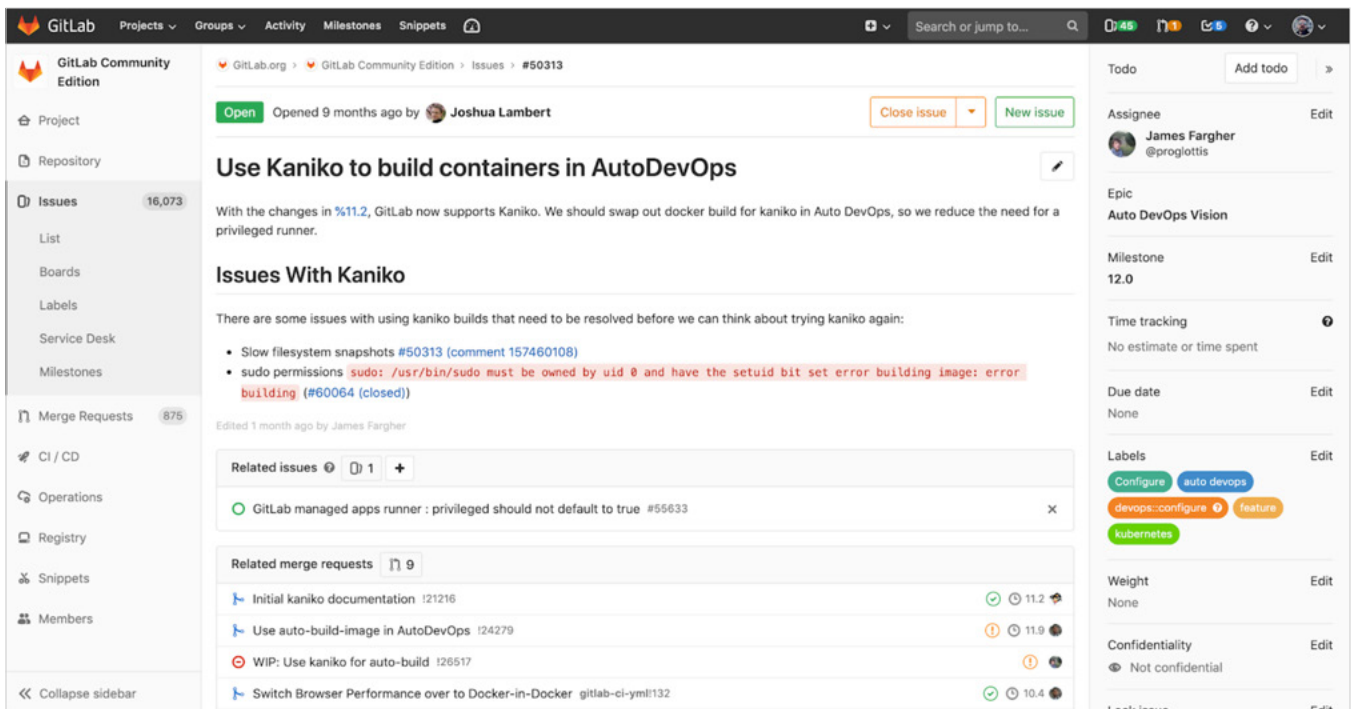 GitLab Projects Groups Activity Milestones Snippets Search or jump to... 45 1 5
GitLab Community
Edition
Project
Repository
Issues 16,073
List
Boards
Labels
Service Desk
Milestones
Merge Requests 875
CI / CD
Operations
Registry
Snippets
Members
Collapse sidebar
GitLab.org > GitLab Community Edition > Issues > #50313
Open Opened 9 months ago by Joshua Lambert Close issue New issue
Use Kaniko to build containers in AutoDevOps
With the changes in %11.2, GitLab now supports Kaniko. We should swap out docker build for kaniko in Auto DevOps, so we reduce the need for a
privileged runner.
Issues With Kaniko
There are some issues with using kaniko builds that need to be resolved before we can think about trying kaniko again:
• Slow filesystem snapshots #50313 (comment 157460108)
• sudo permissions sudo: /usr/bin/sudo must be owned by uid 0 and have the setuid bit set error building image: error
building (#60064 (closed))
Edited 1 month ago by James Fargher
Related issues 1 +
GitLab managed apps runner : privileged should not default to true #55633 ×
Related merge requests 9
Initial kaniko documentation !21216 11.2
Use auto-build-image in AutoDevOps !24279 11.9
WIP: Use kaniko for auto-build !26517
Switch Browser Performance over to Docker-in-Docker gitlab-ci-yml!132 10.4
Todo Add todo »
Assignee Edit
James Fargher
@proglottis
Epic
Auto DevOps Vision
Milestone Edit
12.0
Time tracking
No estimate or time spent
Due date Edit
None
Labels Edit
Configure auto devops
devops::configure feature
kubernetes
Weight Edit
None
Confidentiality Edit
Not confidential